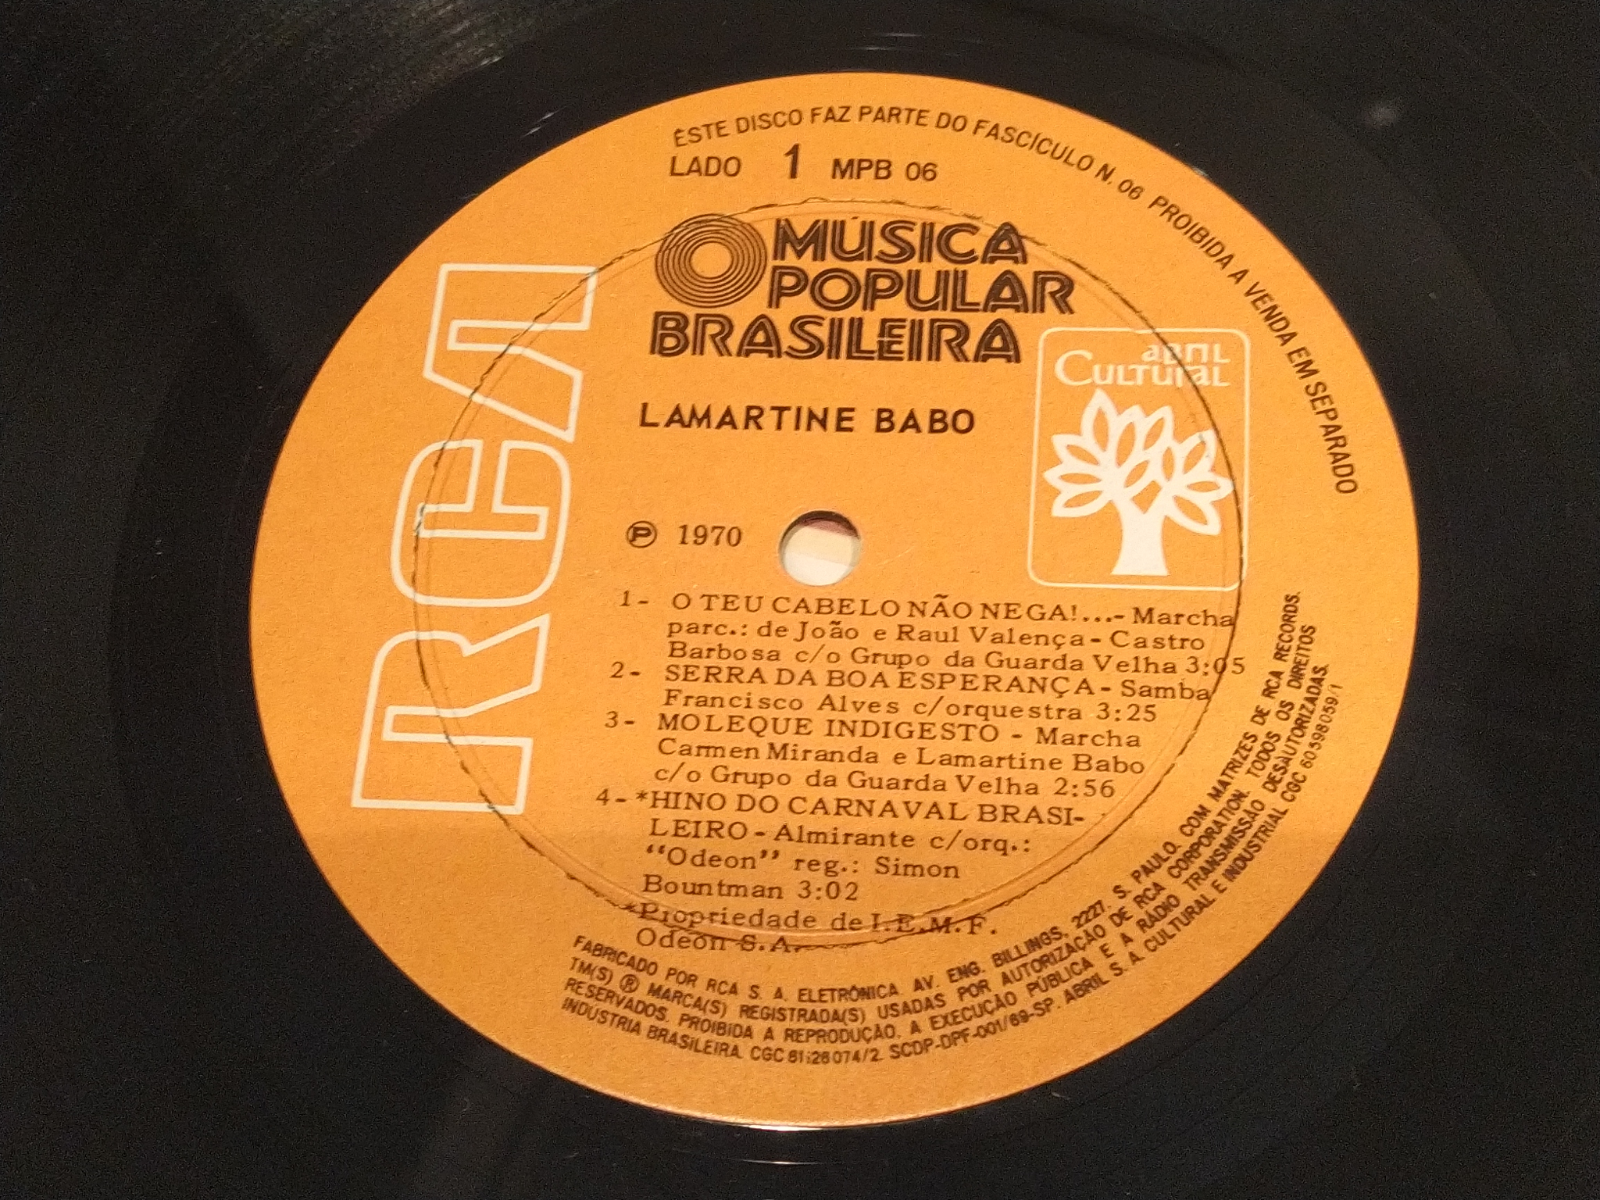 ÊSTE DISCO FAZ PARTE DO FASCÍCULO N. 06 PROIBIDA A VENDA EM SEPARADO
LADO 1 MPB 06
MÚSICA
POPULAR
BRASILEIRA
abril
Cultural
LAMARTINE BABO
RCA
Ⓟ 1970
1- O TEU CABELO NÃO NEGA!...- Marcha
parc.: de João e Raul Valença - Castro
Barbosa c/o Grupo da Guarda Velha 3:05
2- SERRA DA BOA ESPERANÇA - Samba
Francisco Alves c/orquestra 3:25
3- MOLEQUE INDIGESTO - Marcha
Carmen Miranda e Lamartine Babo
c/o Grupo da Guarda Velha 2:56
4- *HINO DO CARNAVAL BRASI-
LEIRO - Almirante c/orq.:
"Odeon" reg.: Simon
Bountman 3:02
*Propriedade de I.E.M.F.
Odeon S.A.
FABRICADO POR RCA S. A. ELETRÔNICA AV. ENG. BILLINGS, 2227. S. PAULO. COM MATRIZES DE RCA RECORDS.
TM(S) ® MARCA(S) REGISTRADA(S) USADAS POR AUTORIZAÇÃO DE RCA CORPORATION. TODOS OS DIREITOS
RESERVADOS. PROIBIDA A REPRODUÇÃO, A EXECUÇÃO PÚBLICA E A RÁDIO TRANSMISSÃO DESAUTORIZADAS.
INDÚSTRIA BRASILEIRA. CGC 61:26074/2. SCDP-DPF-001/69-SP. ABRIL S. A. CULTURAL E INDUSTRIAL CGC 60598059/1